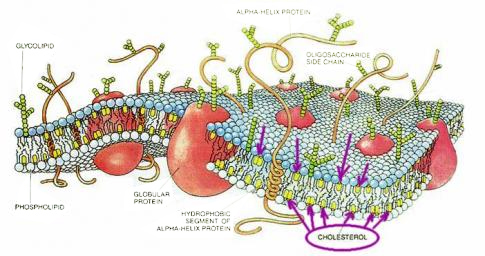 ALPHA-HELIX PROTEIN
GLYCOLIPID
OLIGOSACCHARIDE
SIDE CHAIN
PHOSPHOLIPID
GLOBULAR
PROTEIN
HYDROPHOBIC
SEGMENT OF
ALPHA-HELIX PROTEIN
CHOLESTEROL